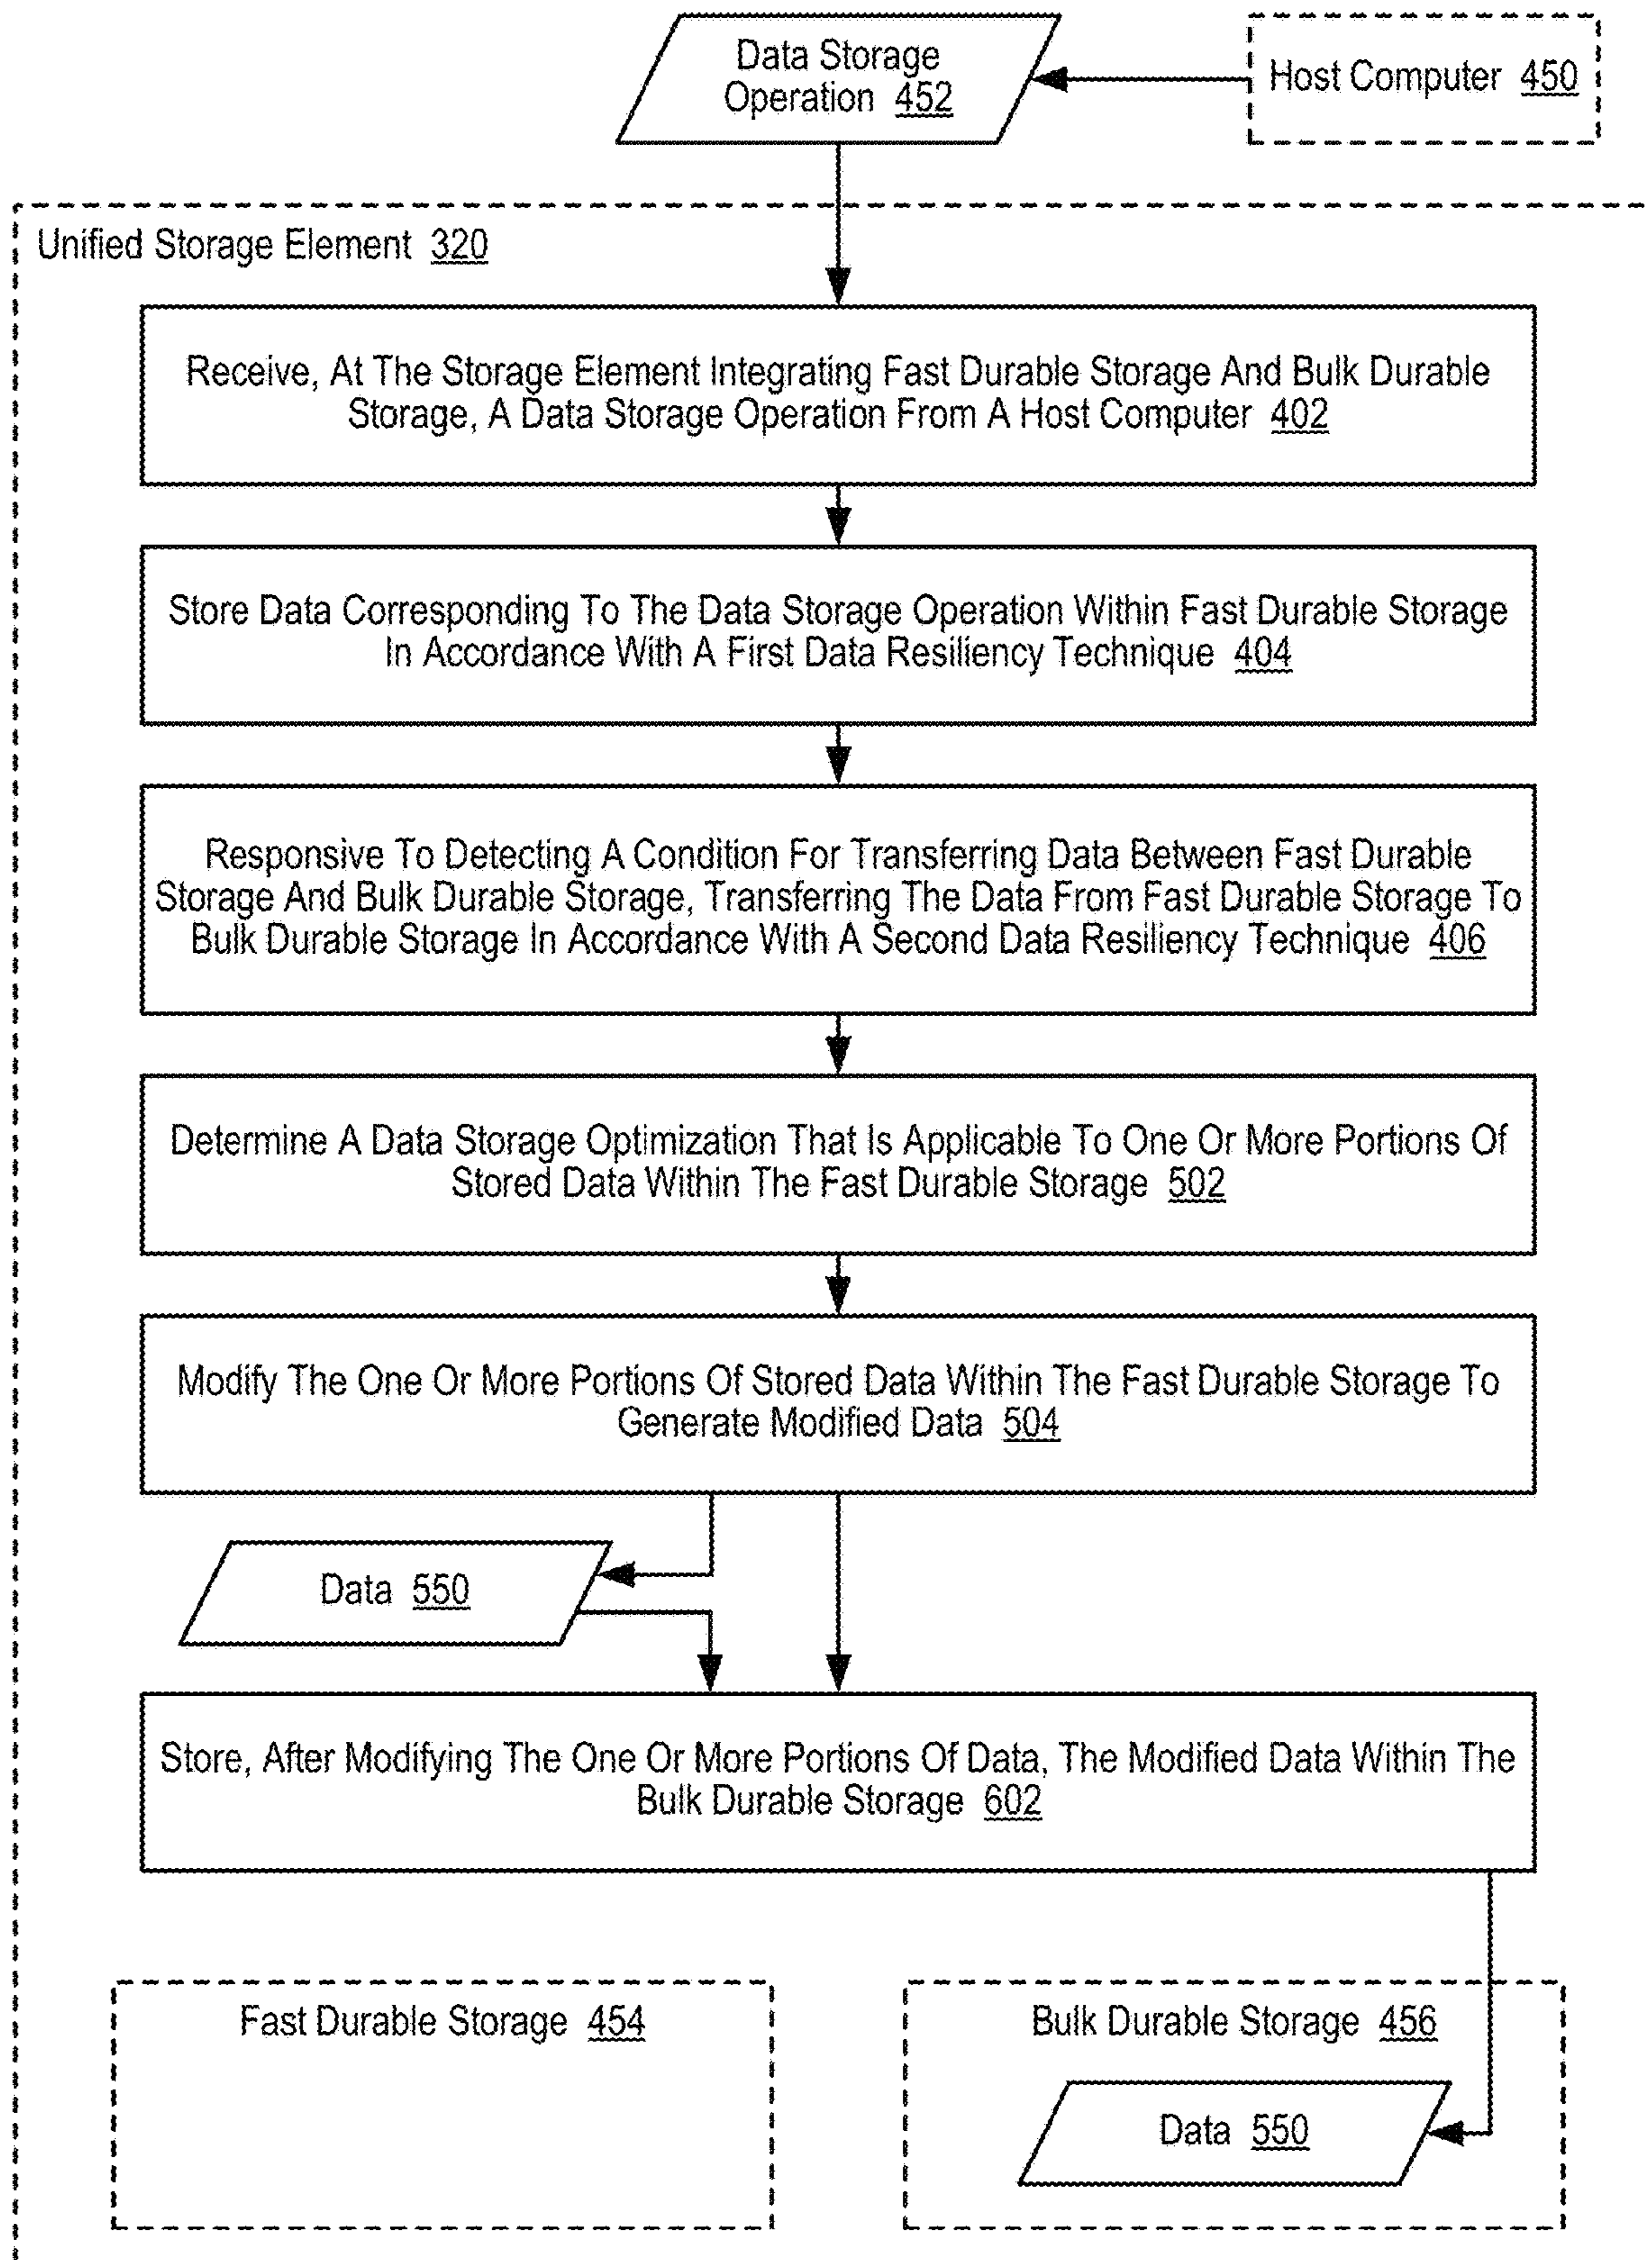 Data Storage
Operation 452
Host Computer 450
Unified Storage Element 320
Receive, At The Storage Element Integrating Fast Durable Storage And Bulk Durable
Storage, A Data Storage Operation From A Host Computer 402
Store Data Corresponding To The Data Storage Operation Within Fast Durable Storage
In Accordance With A First Data Resiliency Technique 404
Responsive To Detecting A Condition For Transferring Data Between Fast Durable
Storage And Bulk Durable Storage, Transferring The Data From Fast Durable Storage To
Bulk Durable Storage In Accordance With A Second Data Resiliency Technique 406
Determine A Data Storage Optimization That Is Applicable To One Or More Portions Of
Stored Data Within The Fast Durable Storage 502
Modify The One Or More Portions Of Stored Data Within The Fast Durable Storage To
Generate Modified Data 504
Data 550
Store, After Modifying The One Or More Portions Of Data, The Modified Data Within The
Bulk Durable Storage 602
Fast Durable Storage 454
Bulk Durable Storage 456
Data 550